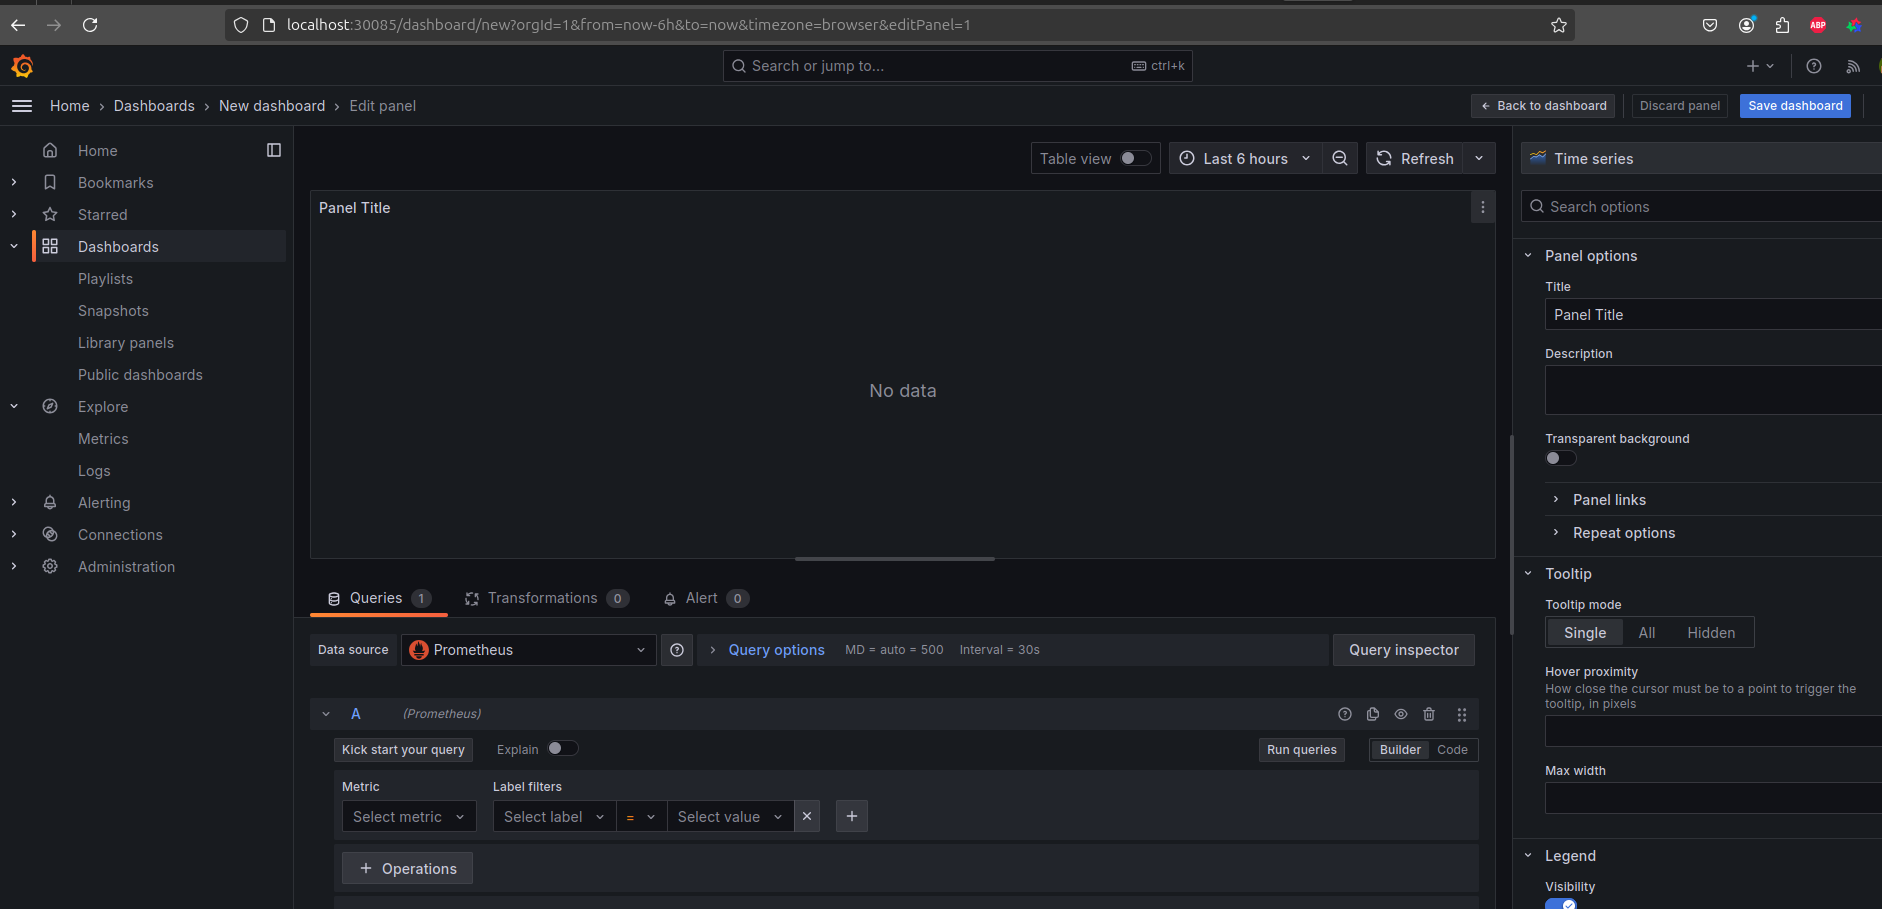 localhost:30085/dashboard/new?orgId=1&from=now-6h&to=now&timezone=browser&editPanel=1
ABP
Search or jump to...
ctrl+k
Home › Dashboards › New dashboard › Edit panel
Back to dashboard
Discard panel
Save dashboard
Home
Bookmarks
Starred
Dashboards
Playlists
Snapshots
Library panels
Public dashboards
Explore
Metrics
Logs
Alerting
Connections
Administration
Table view
Last 6 hours
Refresh
Panel Title
No data
Queries 1
Transformations 0
Alert 0
Data source
Prometheus
Query options
MD = auto = 500
Interval = 30s
Query inspector
A
(Prometheus)
Kick start your query
Explain
Run queries
Builder
Code
Metric
Label filters
Select metric
Select label
=
Select value
+ Operations
Time series
Search options
Panel options
Title
Panel Title
Description
Transparent background
Panel links
Repeat options
Tooltip
Tooltip mode
Single
All
Hidden
Hover proximity
How close the cursor must be to a point to trigger the
tooltip, in pixels
Max width
Legend
Visibility